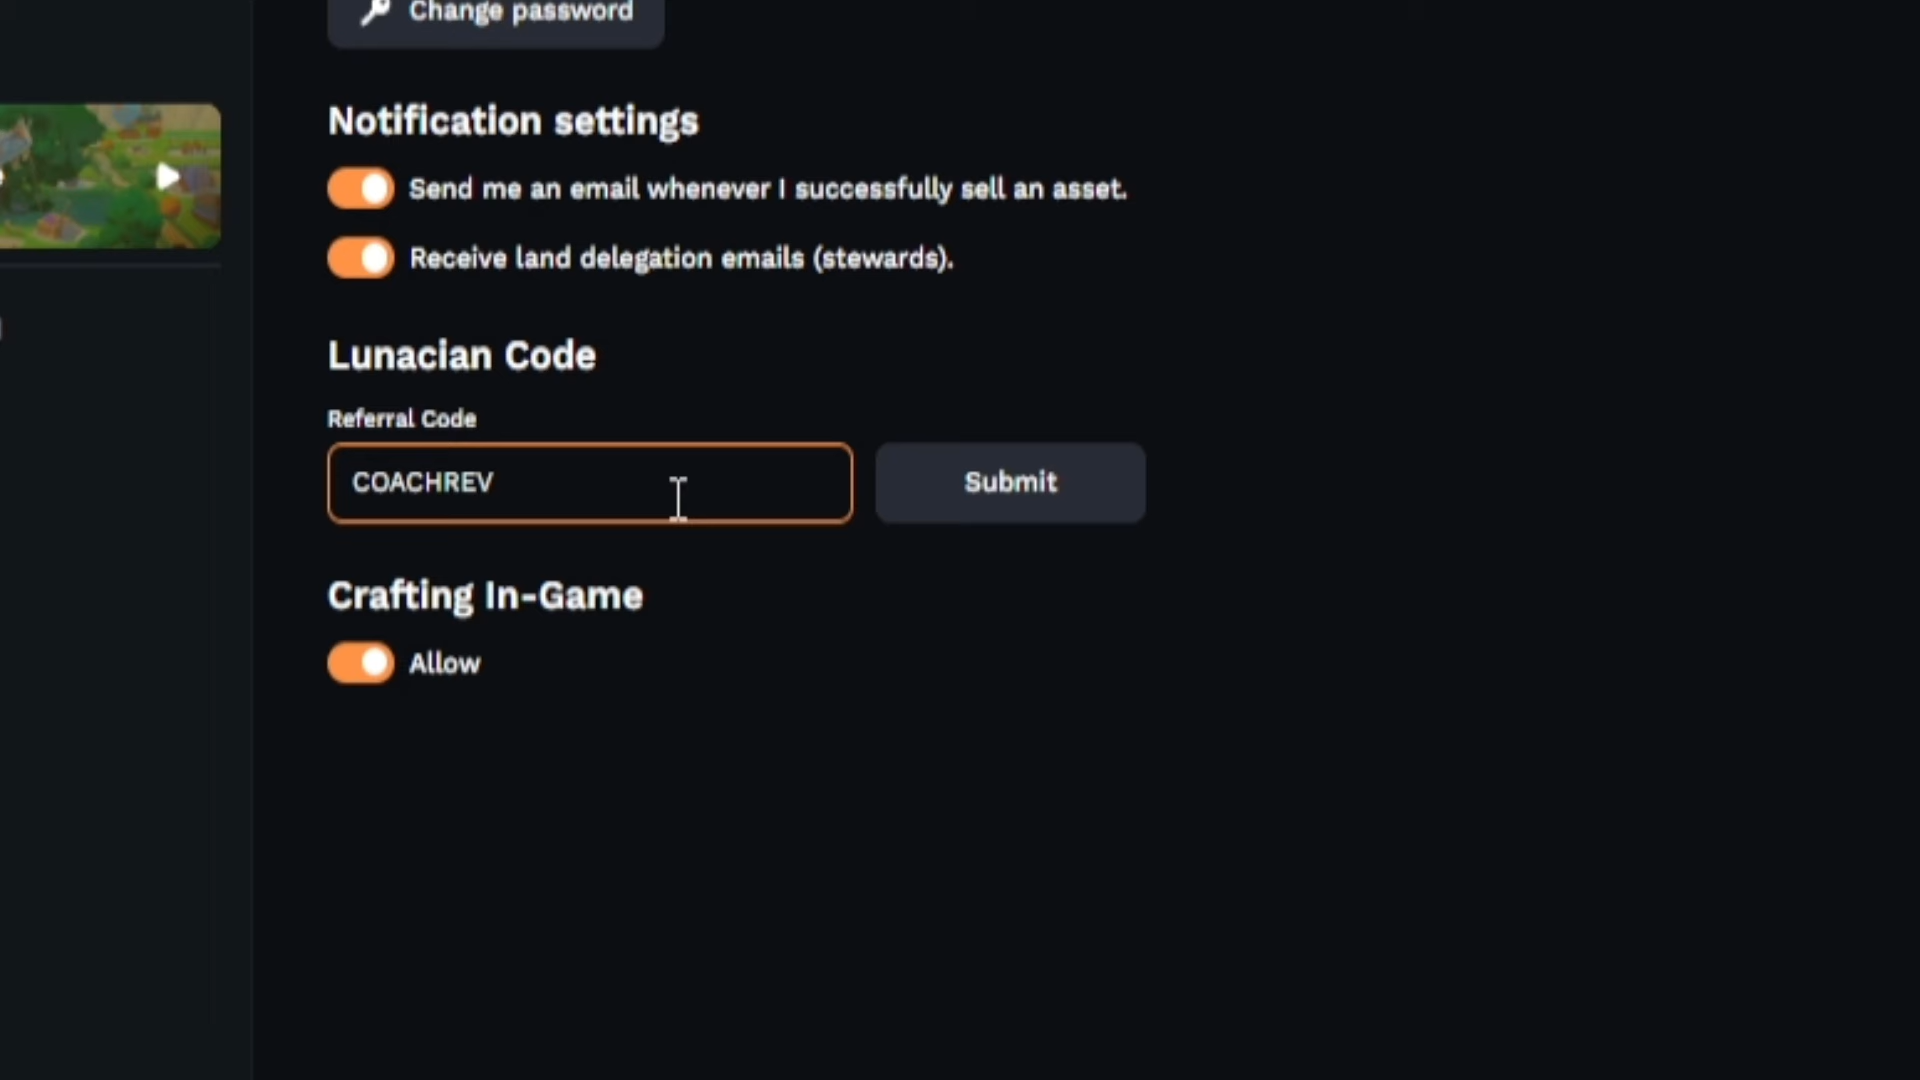 Change password
Notification settings
Send me an email whenever I successfully sell an asset.
Receive land delegation emails (stewards).
Lunacian Code
Referral Code
COACHREV
Submit
Crafting In-Game
Allow